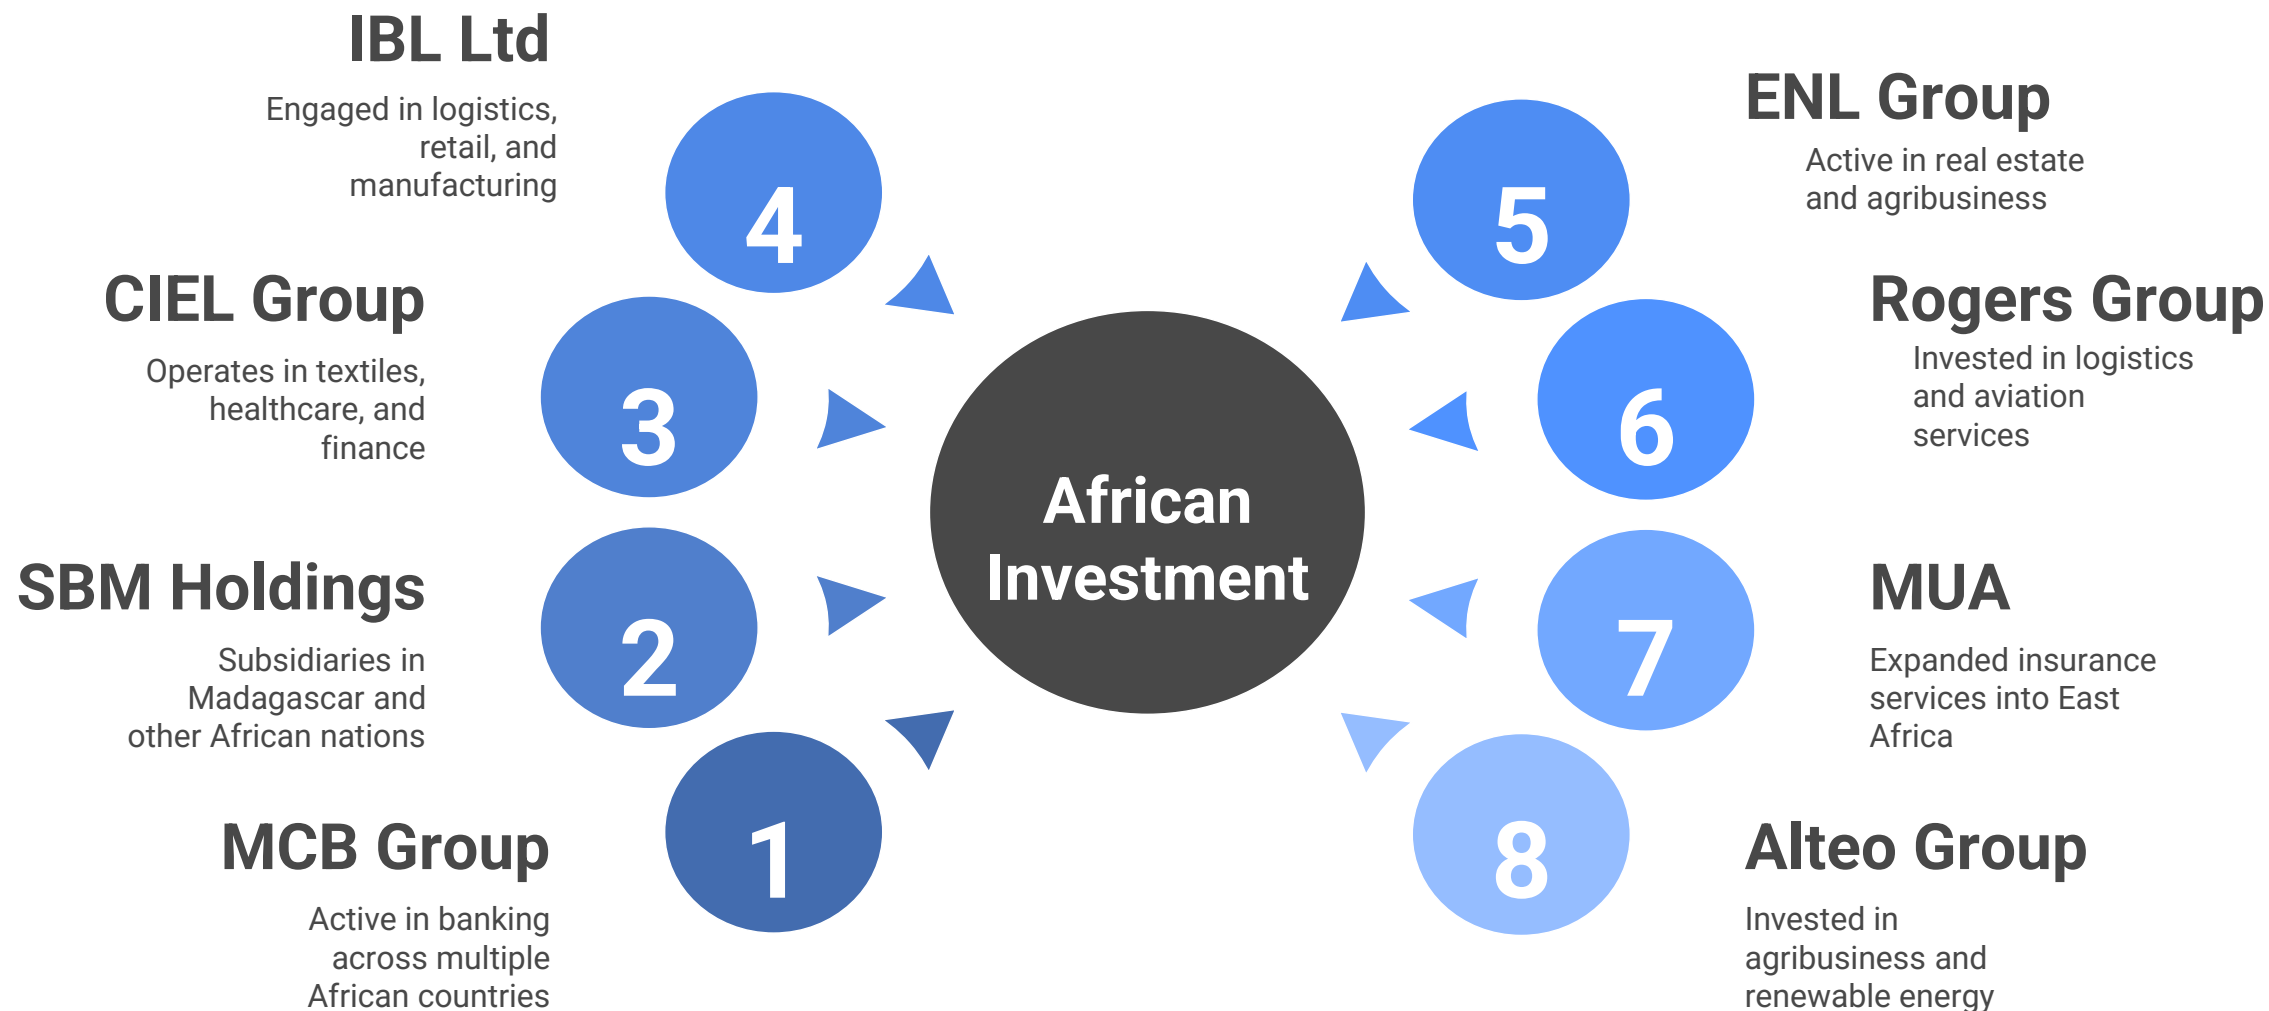 IBL Ltd
Engaged in logistics,
retail, and
manufacturing
4
CIEL Group
Operates in textiles,
healthcare, and
finance
3
SBM Holdings
Subsidiaries in
Madagascar and
other African nations
2
MCB Group
Active in banking
across multiple
African countries
1
African
Investment
5
ENL Group
Active in real estate
and agribusiness
6
Rogers Group
Invested in logistics
and aviation
services
7
MUA
Expanded insurance
services into East
Africa
8
Alteo Group
Invested in
agribusiness and
renewable energy